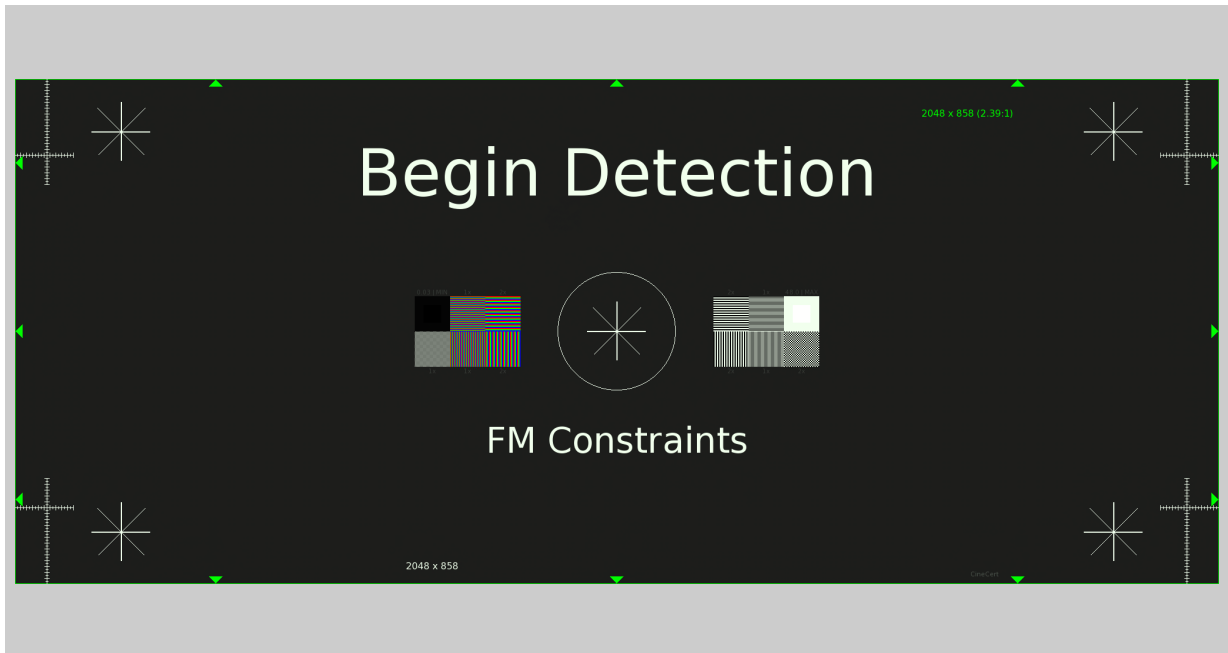 2048 x 858 (2.39:1)
Begin Detection
FM Constraints
2048 x 858
CineCert